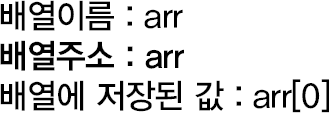 배열이름 : arr
배열주소 : arr
배열에 저장된 값 : arr[0]